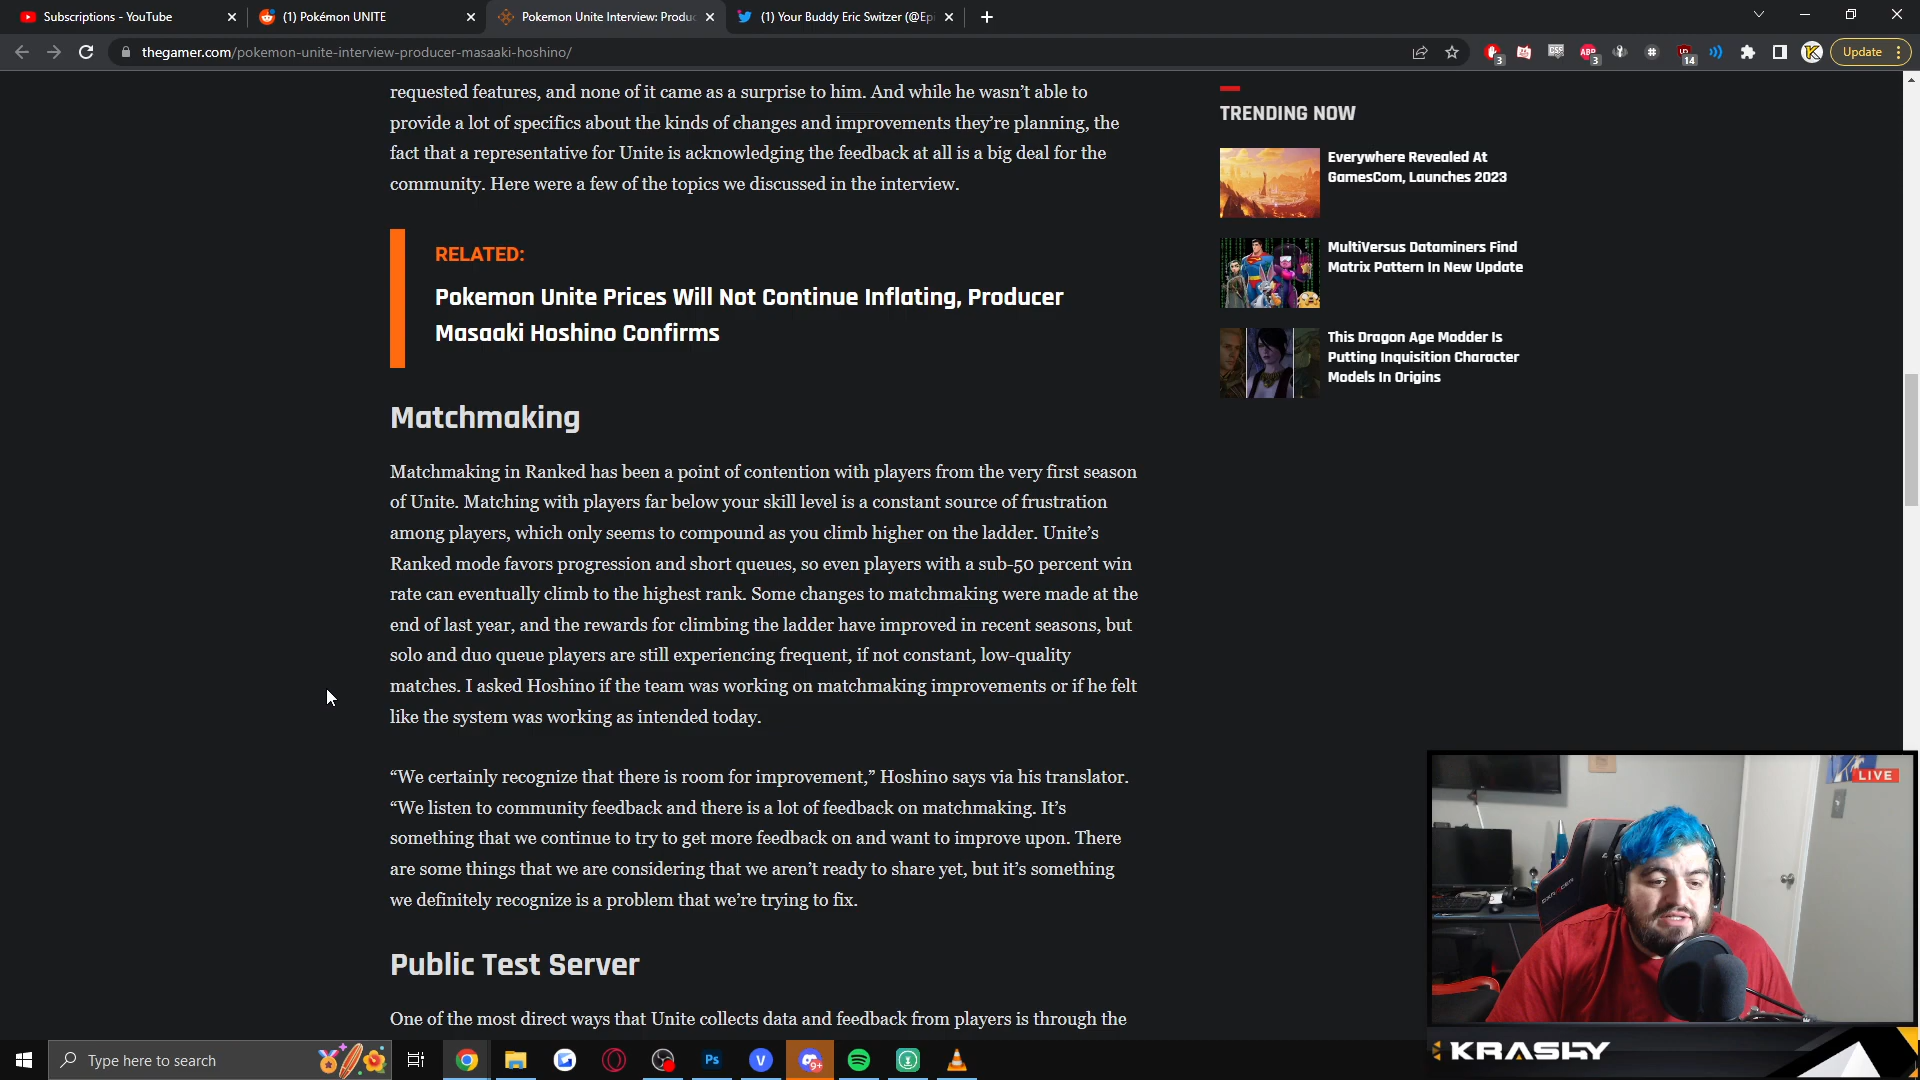 Subscriptions - YouTube
(1) Pokémon UNITE
Pokemon Unite Interview: Produc
(1) Your Buddy Eric Switzer (@Epi
thegamer.com/pokemon-unite-interview-producer-masaaki-hoshino/
3
3
14
Update
requested features, and none of it came as a surprise to him. And while he wasn’t able to
provide a lot of specifics about the kinds of changes and improvements they’re planning, the
fact that a representative for Unite is acknowledging the feedback at all is a big deal for the
community. Here were a few of the topics we discussed in the interview.
RELATED:
Pokemon Unite Prices Will Not Continue Inflating, Producer
Masaaki Hoshino Confirms
Matchmaking
Matchmaking in Ranked has been a point of contention with players from the very first season
of Unite. Matching with players far below your skill level is a constant source of frustration
among players, which only seems to compound as you climb higher on the ladder. Unite’s
Ranked mode favors progression and short queues, so even players with a sub-50 percent win
rate can eventually climb to the highest rank. Some changes to matchmaking were made at the
end of last year, and the rewards for climbing the ladder have improved in recent seasons, but
solo and duo queue players are still experiencing frequent, if not constant, low-quality
matches. I asked Hoshino if the team was working on matchmaking improvements or if he felt
like the system was working as intended today.
“We certainly recognize that there is room for improvement,” Hoshino says via his translator.
“We listen to community feedback and there is a lot of feedback on matchmaking. It’s
something that we continue to try to get more feedback on and want to improve upon. There
are some things that we are considering that we aren’t ready to share yet, but it’s something
we definitely recognize is a problem that we’re trying to fix.
Public Test Server
One of the most direct ways that Unite collects data and feedback from players is through the
TRENDING NOW
Everywhere Revealed At
GamesCom, Launches 2023
MultiVersus Dataminers Find
Matrix Pattern In New Update
This Dragon Age Modder Is
Putting Inquisition Character
Models In Origins
LIVE
KRASHY
Type here to search
Ps
V
9+